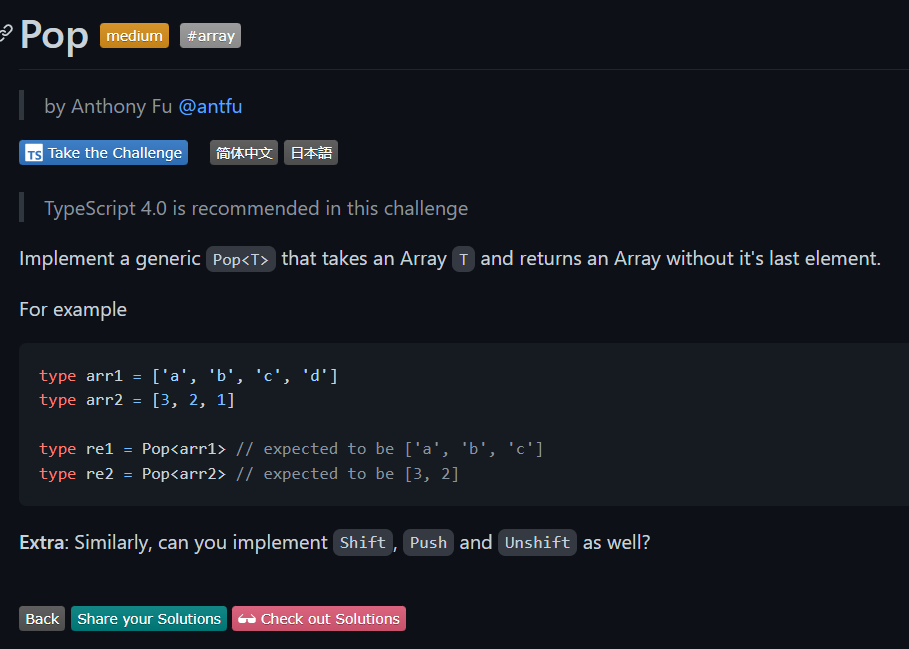 Pop medium #array
by Anthony Fu @antfu
TS Take the Challenge 简体中文 日本語
TypeScript 4.0 is recommended in this challenge
Implement a generic Pop<T> that takes an Array T and returns an Array without it's last element.
For example
type arr1 = ['a', 'b', 'c', 'd']
type arr2 = [3, 2, 1]
type re1 = Pop<arr1> // expected to be ['a', 'b', 'c']
type re2 = Pop<arr2> // expected to be [3, 2]
Extra: Similarly, can you implement Shift, Push and Unshift as well?
Back Share your Solutions Check out Solutions